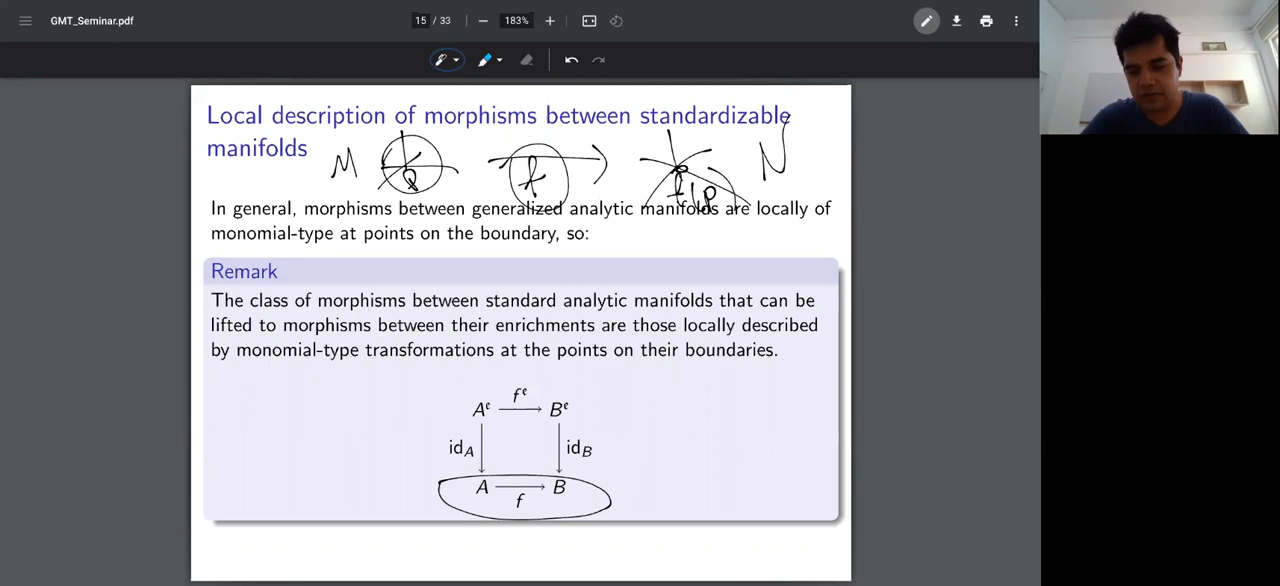 GMT_Seminar.pdf
15 / 33
183%
Local description of morphisms between standardizable
manifolds
M
p
f
f(p
N
In general, morphisms between generalized analytic manifolds are locally of
monomial-type at points on the boundary, so:
Remark
The class of morphisms between standard analytic manifolds that can be
lifted to morphisms between their enrichments are those locally described
by monomial-type transformations at the points on their boundaries.
f^e
A^e B^e
id_A id_B
A B
f